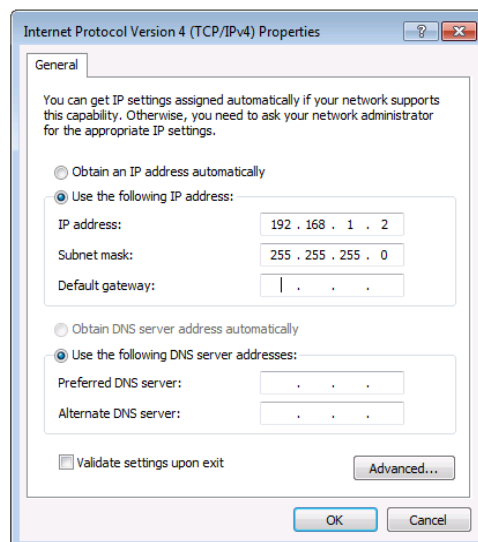 Internet Protocol Version 4 (TCP/IPv4) Properties
?
General
You can get IP settings assigned automatically if your network supports
this capability. Otherwise, you need to ask your network administrator
for the appropriate IP settings.
Obtain an IP address automatically
Use the following IP address:
IP address: 192 . 168 . 1 . 2
Subnet mask: 255 . 255 . 255 . 0
Default gateway: . . .
Obtain DNS server address automatically
Use the following DNS server addresses:
Preferred DNS server: . . .
Alternate DNS server: . . .
Validate settings upon exit
Advanced...
OK Cancel